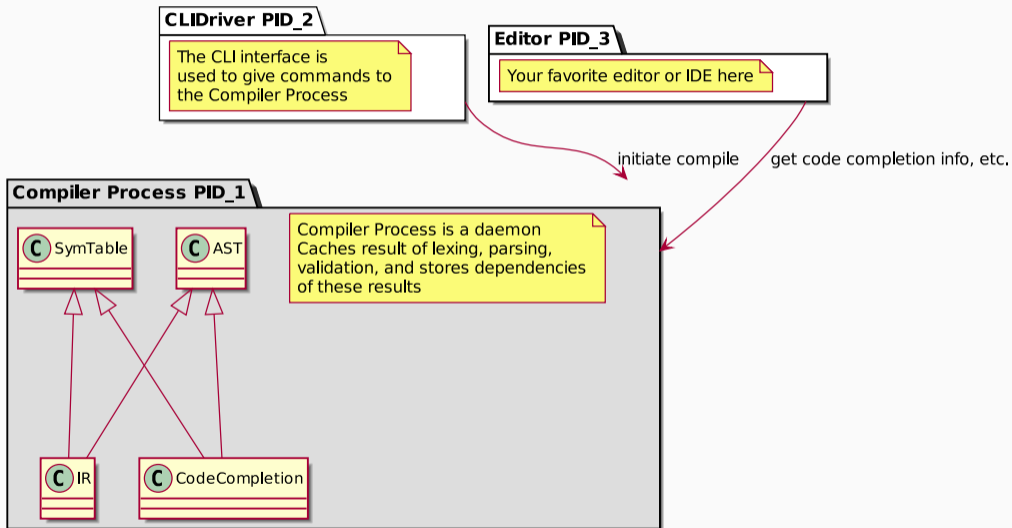 CLIDriver PID_2
The CLI interface is
used to give commands to
the Compiler Process
Editor PID_3
Your favorite editor or IDE here
initiate compile
get code completion info, etc.
Compiler Process PID_1
C SymTable
C AST
Compiler Process is a daemon
Caches result of lexing, parsing,
validation, and stores dependencies
of these results
C IR
C CodeCompletion